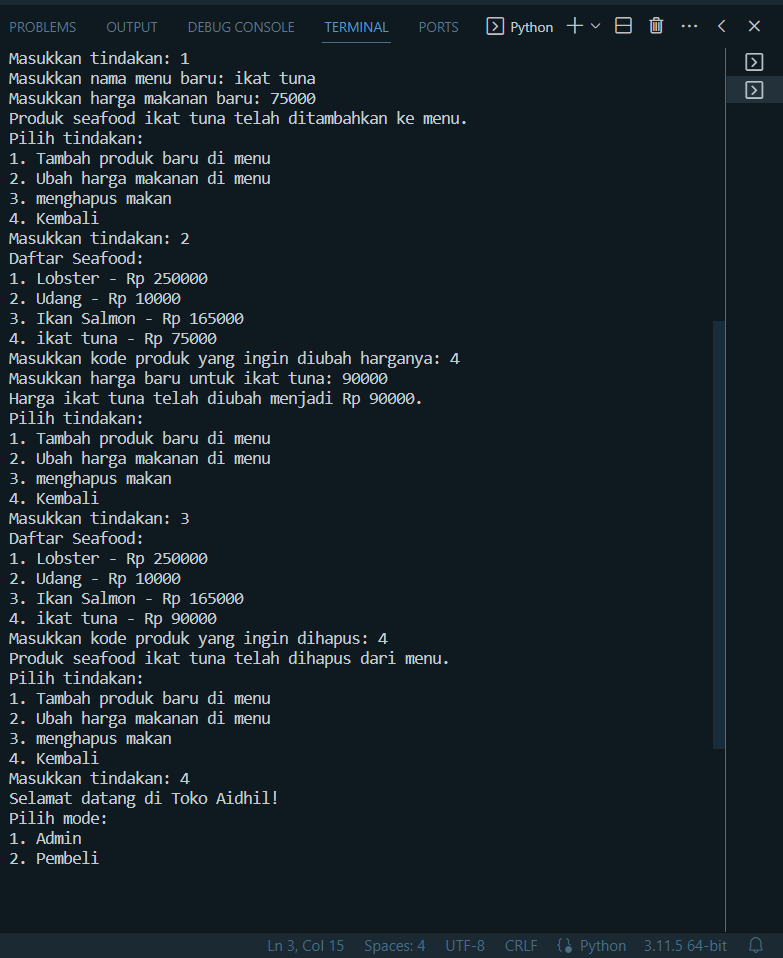 PROBLEMS OUTPUT DEBUG CONSOLE TERMINAL PORTS Python
Masukkan tindakan: 1
Masukkan nama menu baru: ikat tuna
Masukkan harga makanan baru: 75000
Produk seafood ikat tuna telah ditambahkan ke menu.
Pilih tindakan:
1. Tambah produk baru di menu
2. Ubah harga makanan di menu
3. menghapus makan
4. Kembali
Masukkan tindakan: 2
Daftar Seafood:
1. Lobster - Rp 250000
2. Udang - Rp 10000
3. Ikan Salmon - Rp 165000
4. ikat tuna - Rp 75000
Masukkan kode produk yang ingin diubah harganya: 4
Masukkan harga baru untuk ikat tuna: 90000
Harga ikat tuna telah diubah menjadi Rp 90000.
Pilih tindakan:
1. Tambah produk baru di menu
2. Ubah harga makanan di menu
3. menghapus makan
4. Kembali
Masukkan tindakan: 3
Daftar Seafood:
1. Lobster - Rp 250000
2. Udang - Rp 10000
3. Ikan Salmon - Rp 165000
4. ikat tuna - Rp 90000
Masukkan kode produk yang ingin dihapus: 4
Produk seafood ikat tuna telah dihapus dari menu.
Pilih tindakan:
1. Tambah produk baru di menu
2. Ubah harga makanan di menu
3. menghapus makan
4. Kembali
Masukkan tindakan: 4
Selamat datang di Toko Aidhil!
Pilih mode:
1. Admin
2. Pembeli
Ln 3, Col 15 Spaces: 4 UTF-8 CRLF Python 3.11.5 64-bit